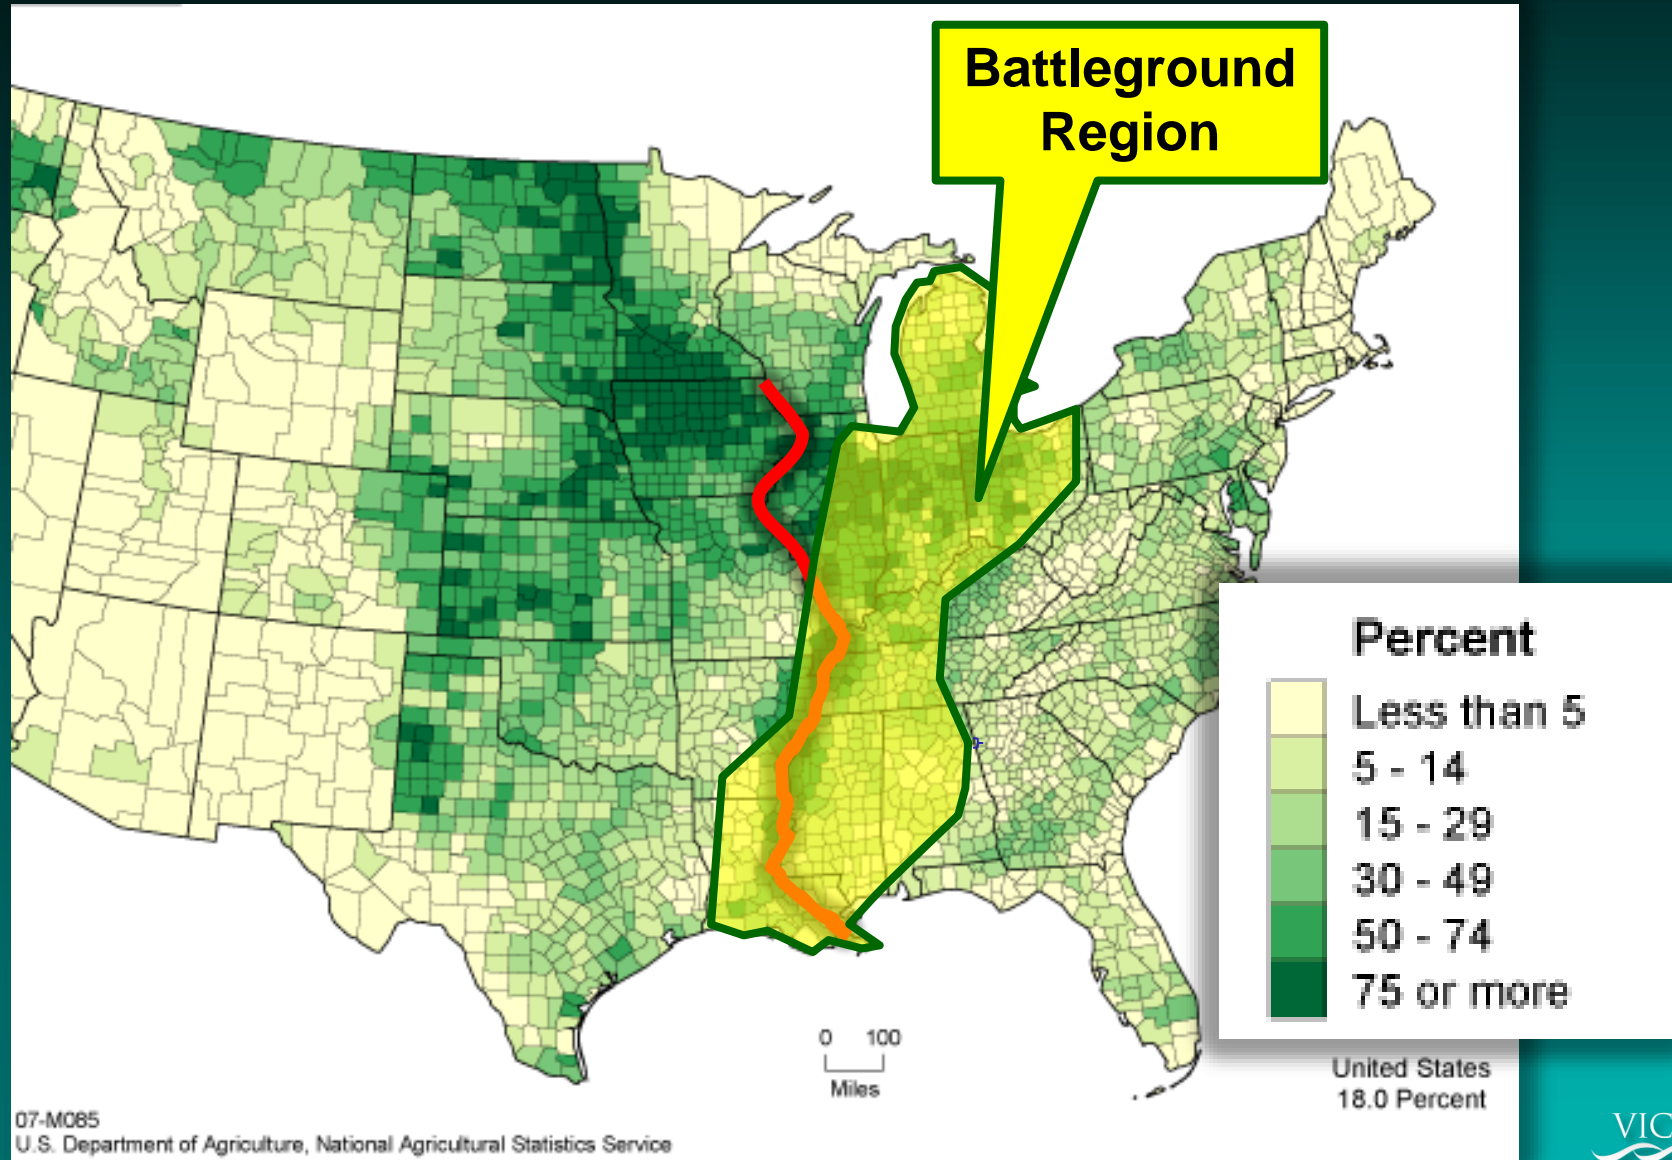 Battleground
Region
Percent
Less than 5
5 - 14
15 - 29
30 - 49
50 - 74
75 or more
0 100
Miles
United States
18.0 Percent
07-M085
U.S. Department of Agriculture, National Agricultural Statistics Service
VIC